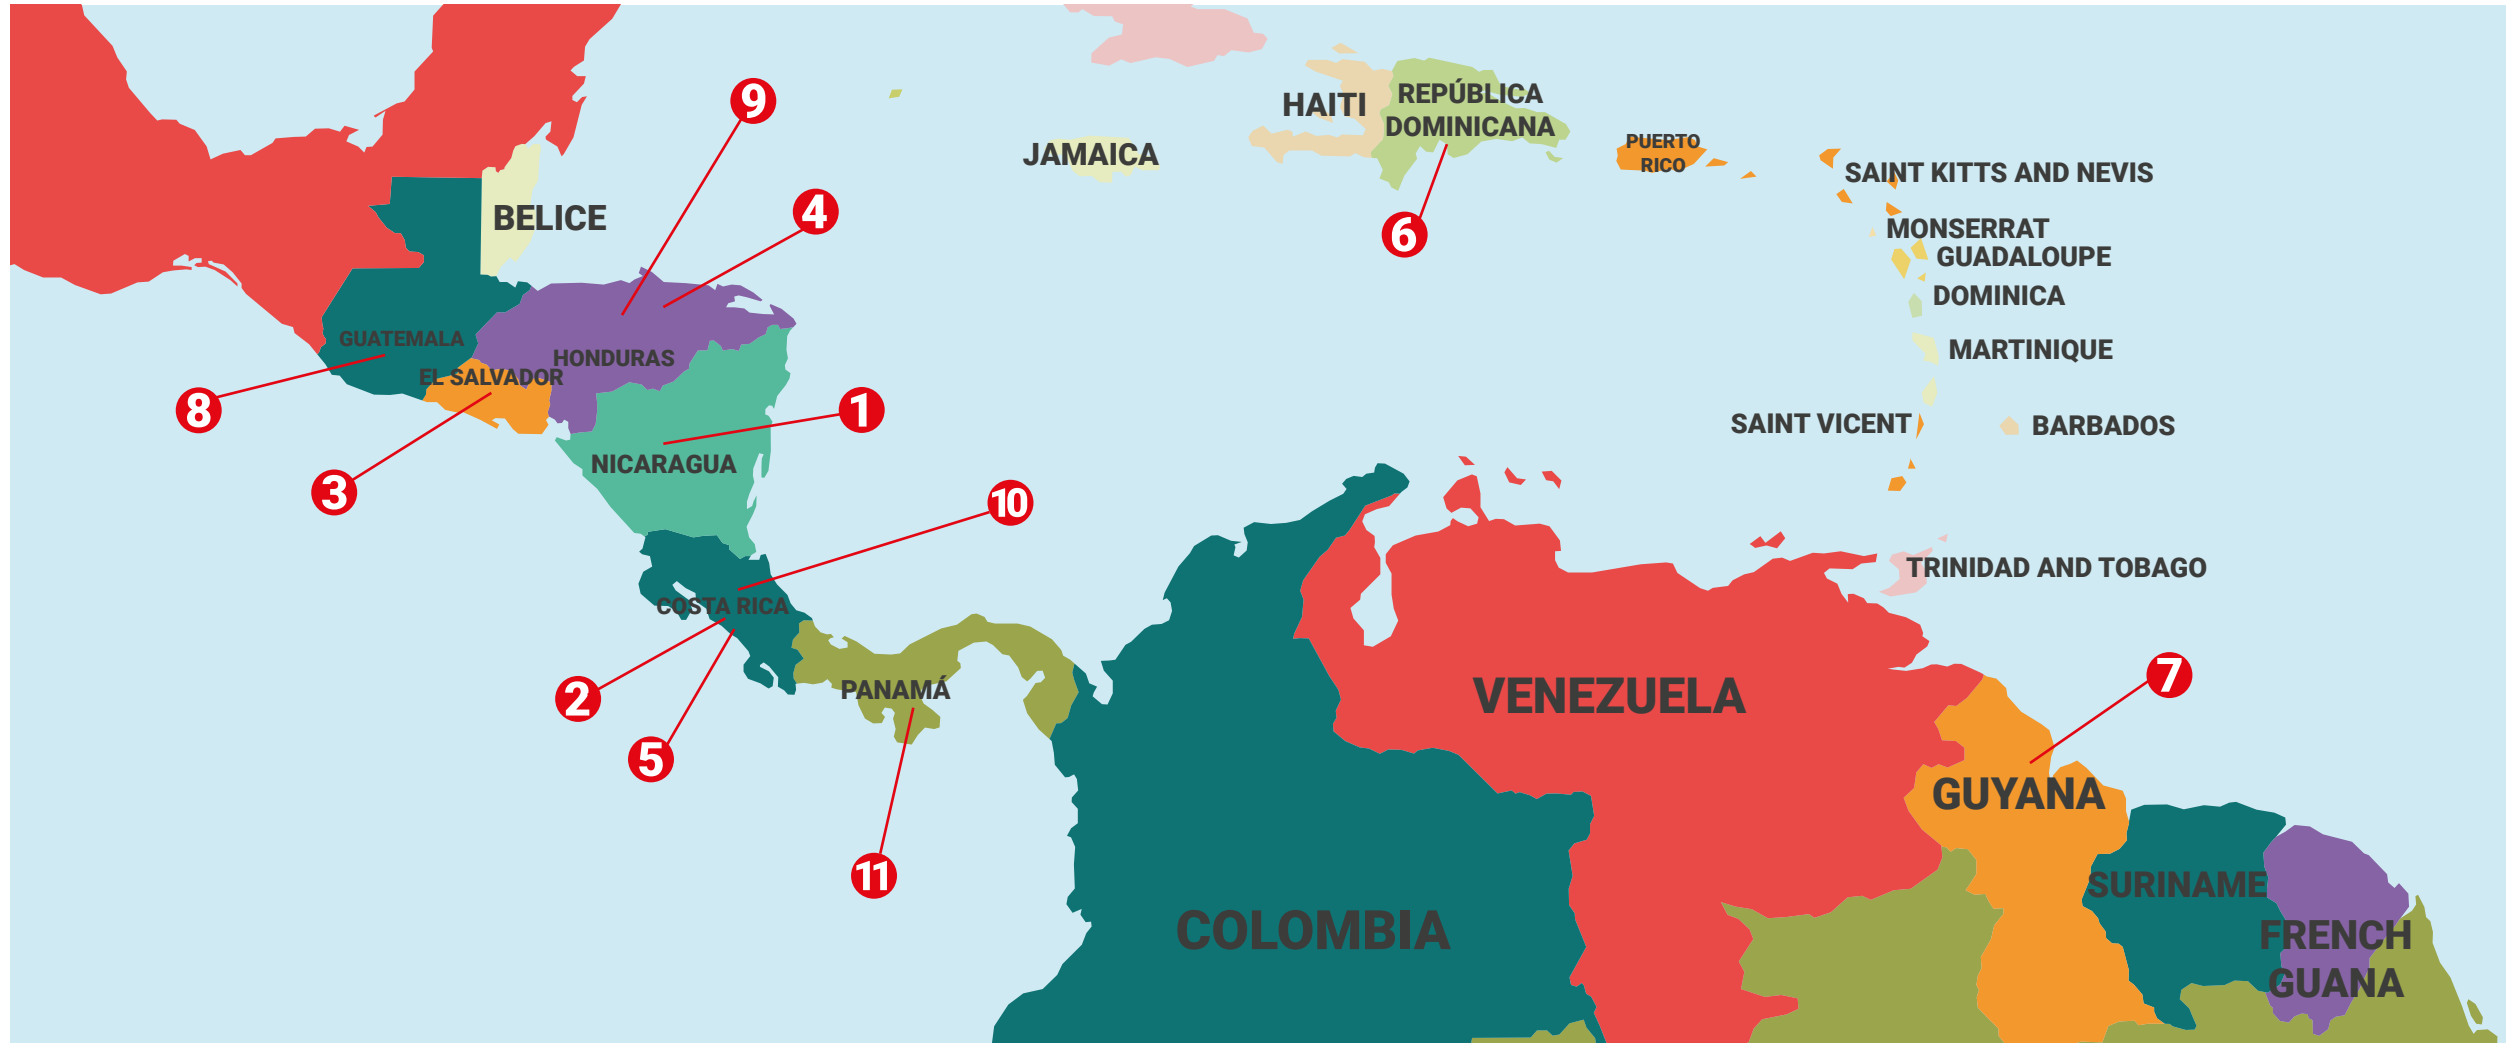 9
HAITI
REPÚBLICA
DOMINICANA
JAMAICA
PUERTO
RICO
SAINT KITTS AND NEVIS
BELICE
4
6
MONSERRAT
GUADALOUPE
DOMINICA
GUATEMALA
HONDURAS
MARTINIQUE
EL SALVADOR
8
1
SAINT VICENT
BARBADOS
NICARAGUA
3
10
TRINIDAD AND TOBAGO
COSTA RICA
2
PANAMÁ
VENEZUELA
7
5
GUYANA
11
SURINAME
COLOMBIA
FRENCH
GUANA